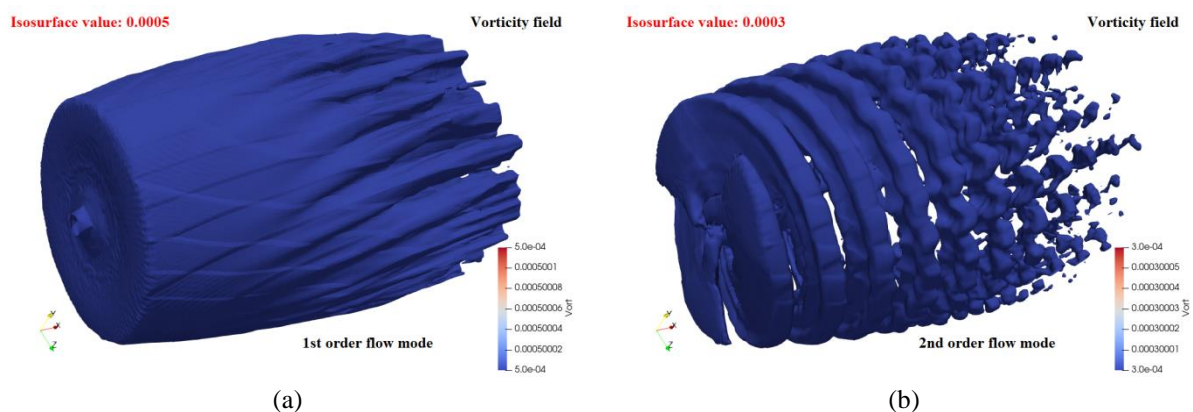 Isosurface value: 0.0005
Vorticity field
5.0e-04
0.0005001
0.00050008
0.00050006
0.00050004
0.00050002
5.0e-04
Vort
Y
X
Z
1st order flow mode
(a)
Isosurface value: 0.0003
Vorticity field
3.0e-04
0.00030005
0.00030004
0.00030003
0.00030002
0.00030001
3.0e-04
Vort
Y
X
Z
2nd order flow mode
(b)